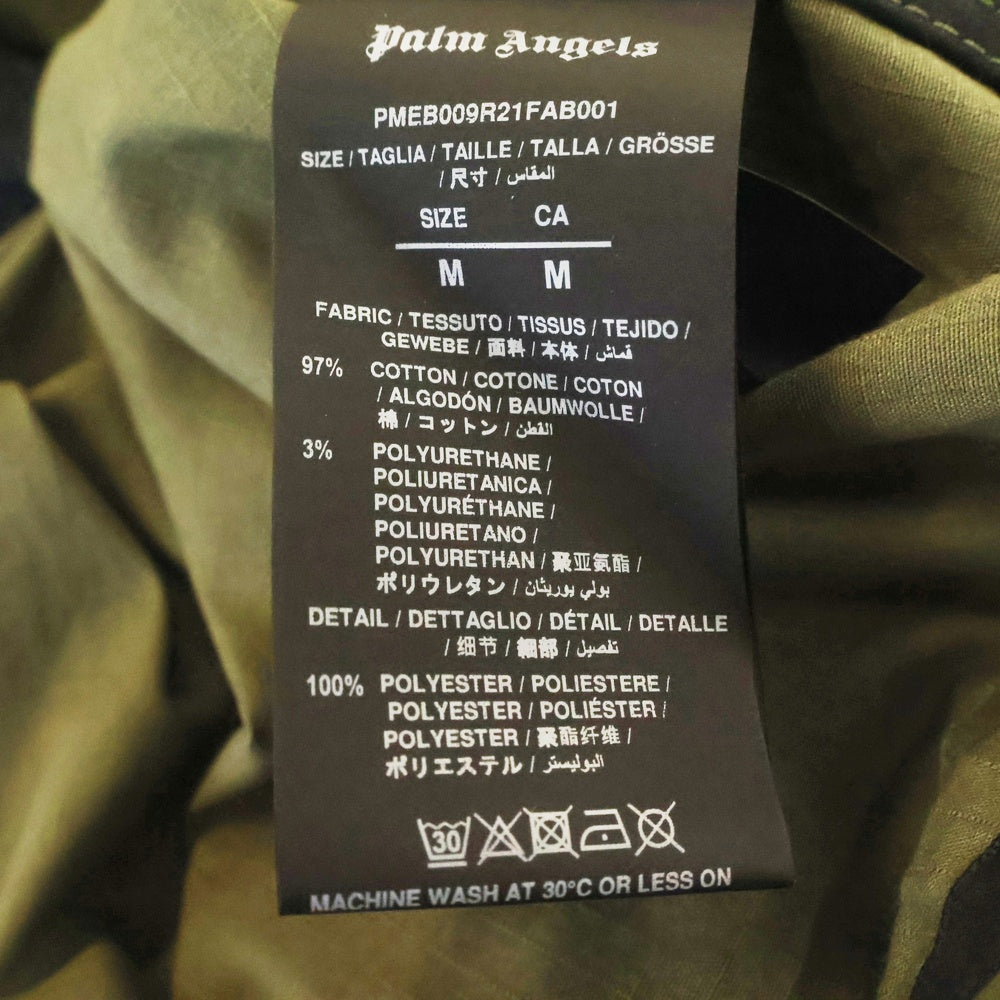 Palm Angels
PMEB009R21FAB001
SIZE / TAGLIA / TAILLE / TALLA / GRÖSSE
/ 尺寸 / المقاس
SIZE CA
M M
FABRIC / TESSUTO / TISSUS / TEJIDO /
GEWEBE / 面料 / 本体 / قماش
97% COTTON / COTONE / COTON
/ ALGODÓN / BAUMWOLLE /
棉 / コットン / القطن
3% POLYURETHANE /
POLIURETANICA /
POLYURÉTHANE /
POLIURETANO /
POLYURETHAN / 聚亚氨酯 /
ポリウレタン / بولي يوريثان
DETAIL / DETTAGLIO / DÉTAIL / DETALLE
/ 细节 / 細部 / تفصيل
100% POLYESTER / POLIESTERE /
POLYESTER / POLIÉSTER /
POLYESTER / 聚酯纤维 /
ポリエステル / البوليستر
30
MACHINE WASH AT 30°C OR LESS ON